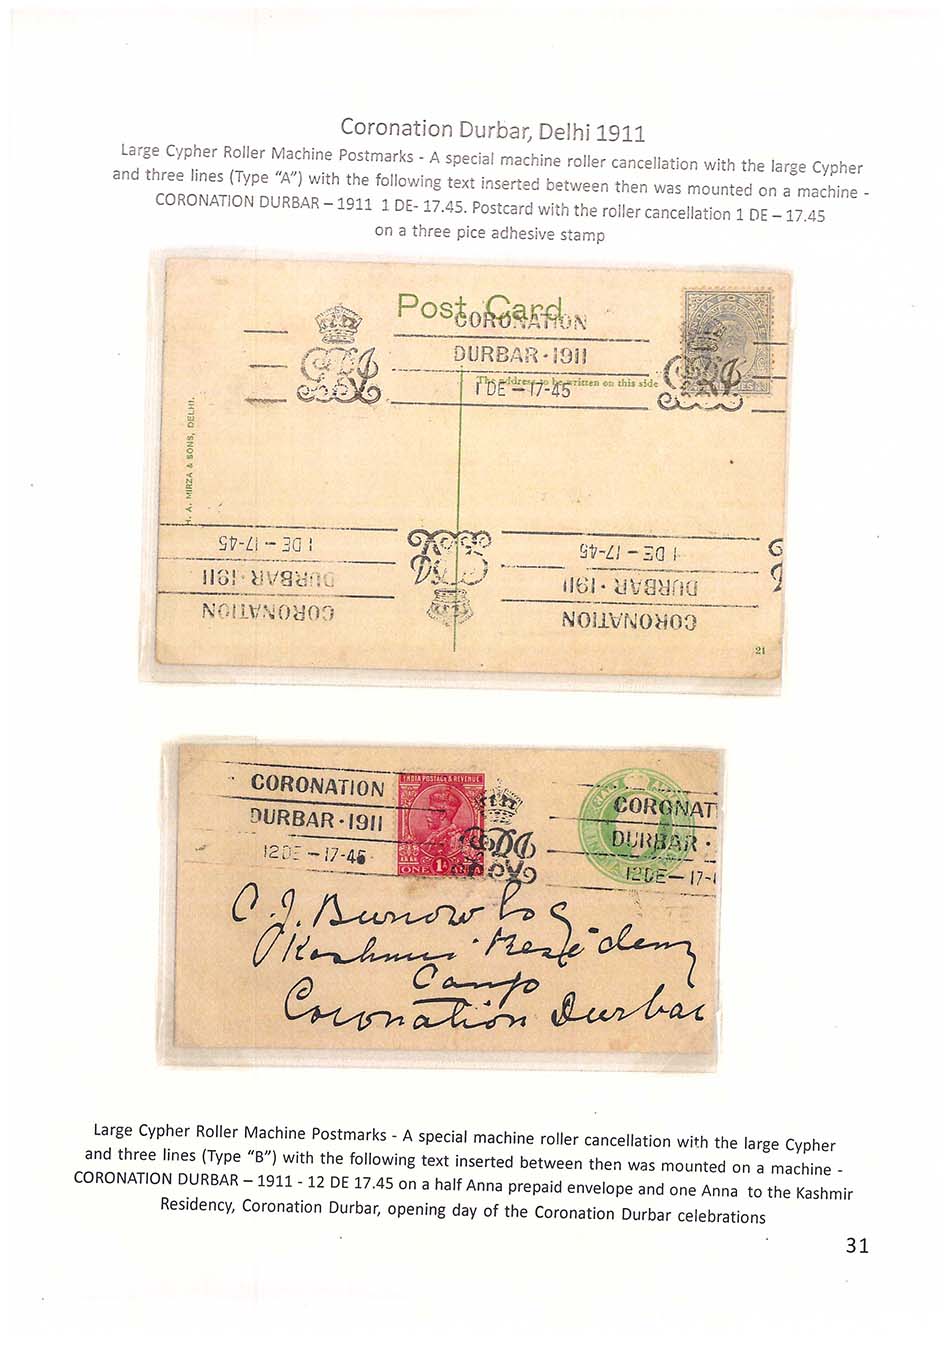 Coronation Durbar, Delhi 1911
Large Cypher Roller Machine Postmarks - A special machine roller cancellation with the large Cypher
and three lines (Type "A") with the following text inserted between then was mounted on a machine -
CORONATION DURBAR – 1911 1 DE- 17.45. Postcard with the roller cancellation 1 DE – 17.45
on a three pice adhesive stamp
Post Card
CORONATION
DURBAR · 1911
1 DE — 17-45
The address to be written on this side
H. A. MIRZA & SONS, DELHI.
1 DE — 17-45
DURBAR · 1911
CORONATION
1 DE — 17-45
DURBAR · 1911
CORONATION
21
CORONATION
DURBAR · 1911
12 DE — 17-45
INDIA POSTAGE & REVENUE
ONE 1A ANNA
CORONAT
DURBAR ·
12 DE — 17-4
C. J. Burrow Esq
Kashmir Residency
Camp
Coronation Durbar
Large Cypher Roller Machine Postmarks - A special machine roller cancellation with the large Cypher
and three lines (Type "B") with the following text inserted between then was mounted on a machine -
CORONATION DURBAR – 1911 - 12 DE 17.45 on a half Anna prepaid envelope and one Anna to the Kashmir
Residency, Coronation Durbar, opening day of the Coronation Durbar celebrations
31